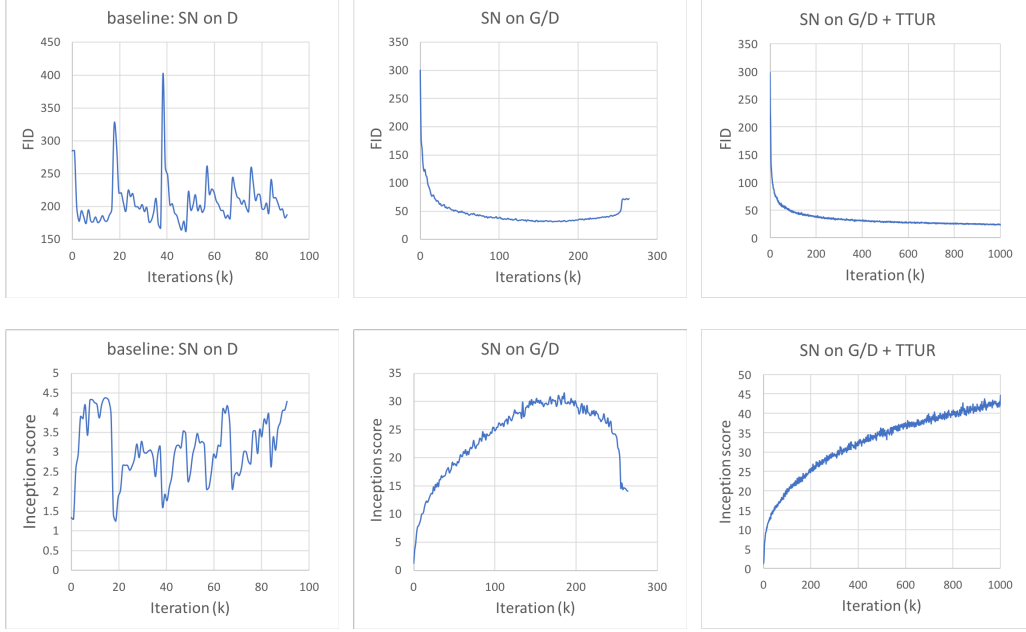 baseline: SN on D
450
400
350
300
250
200
150
FID
0 20 40 60 80 100
Iterations (k)
SN on G/D
350
300
250
200
150
100
50
0
FID
0 100 200 300
Iterations (k)
SN on G/D + TTUR
350
300
250
200
150
100
50
0
FID
0 200 400 600 800 1000
Iteration (k)
baseline: SN on D
5
4.5
4
3.5
3
2.5
2
1.5
1
0.5
0
Inception score
0 20 40 60 80 100
Iteration (k)
SN on G/D
35
30
25
20
15
10
5
0
Inception score
0 100 200 300
Iteration (k)
SN on G/D + TTUR
50
45
40
35
30
25
20
15
10
5
0
Inception score
0 200 400 600 800 1000
Iteration (k)